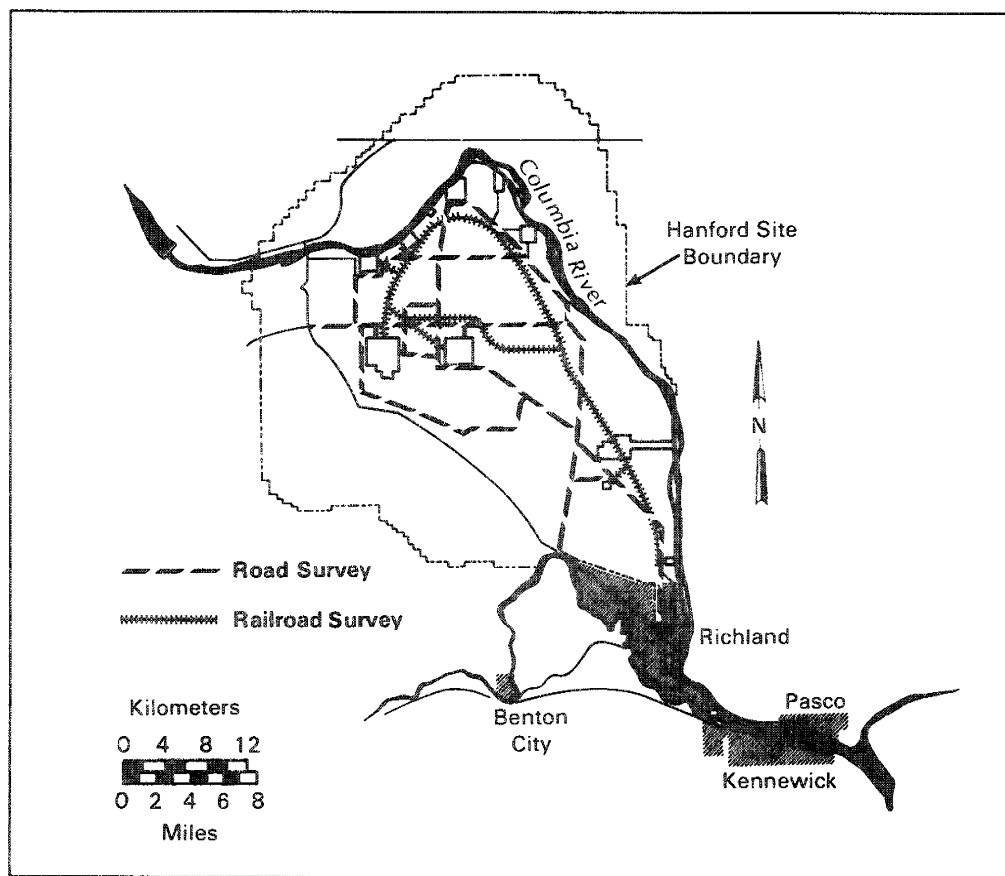 Columbia River
Hanford Site
Boundary
N
Road Survey
Railroad Survey
Richland
Kilometers
0 4 8 12
0 2 4 6 8
Miles
Benton
City
Pasco
Kennewick